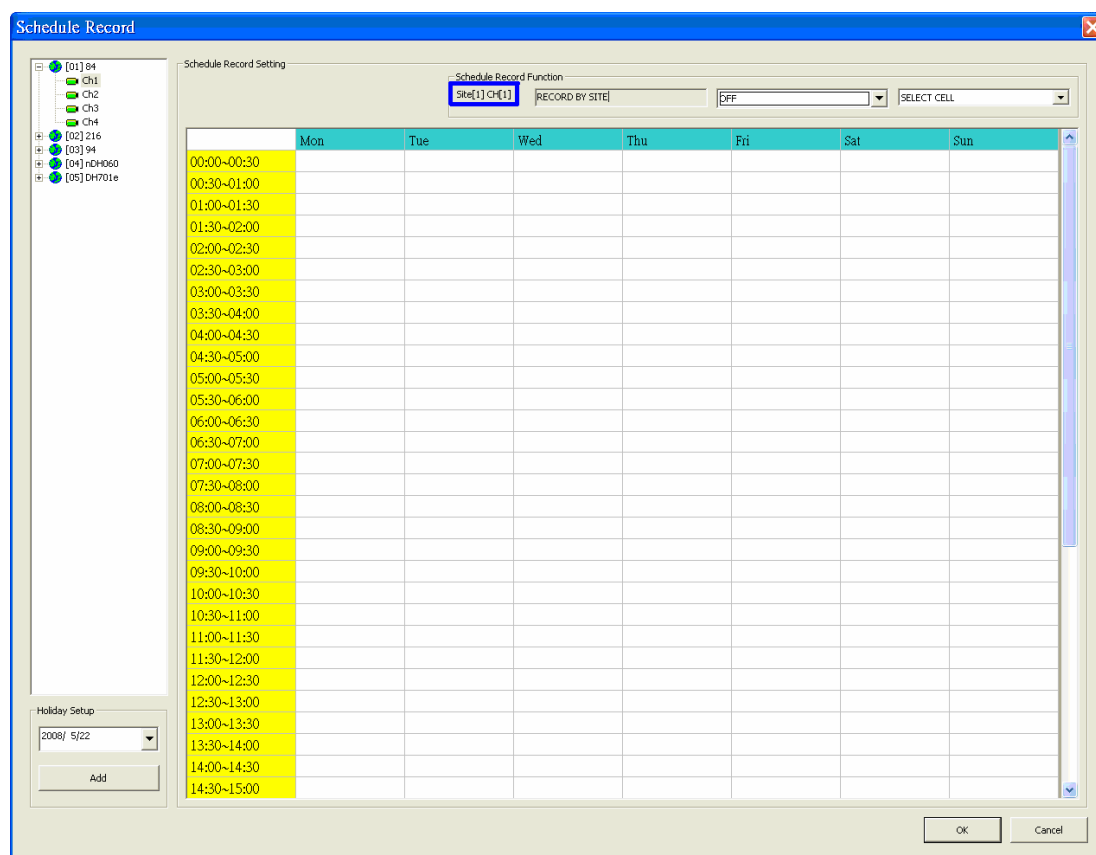 Schedule Record
[01] 84
Ch1
Ch2
Ch3
Ch4
[02] 216
[03] 94
[04] nDH060
[05] DH701e
Holiday Setup
2008/ 5/22
Add
Schedule Record Setting
Schedule Record Function
Site[1] CH[1]
RECORD BY SITE
OFF
SELECT CELL
Mon Tue Wed Thu Fri Sat Sun
00:00~00:30
00:30~01:00
01:00~01:30
01:30~02:00
02:00~02:30
02:30~03:00
03:00~03:30
03:30~04:00
04:00~04:30
04:30~05:00
05:00~05:30
05:30~06:00
06:00~06:30
06:30~07:00
07:00~07:30
07:30~08:00
08:00~08:30
08:30~09:00
09:00~09:30
09:30~10:00
10:00~10:30
10:30~11:00
11:00~11:30
11:30~12:00
12:00~12:30
12:30~13:00
13:00~13:30
13:30~14:00
14:00~14:30
14:30~15:00
OK
Cancel